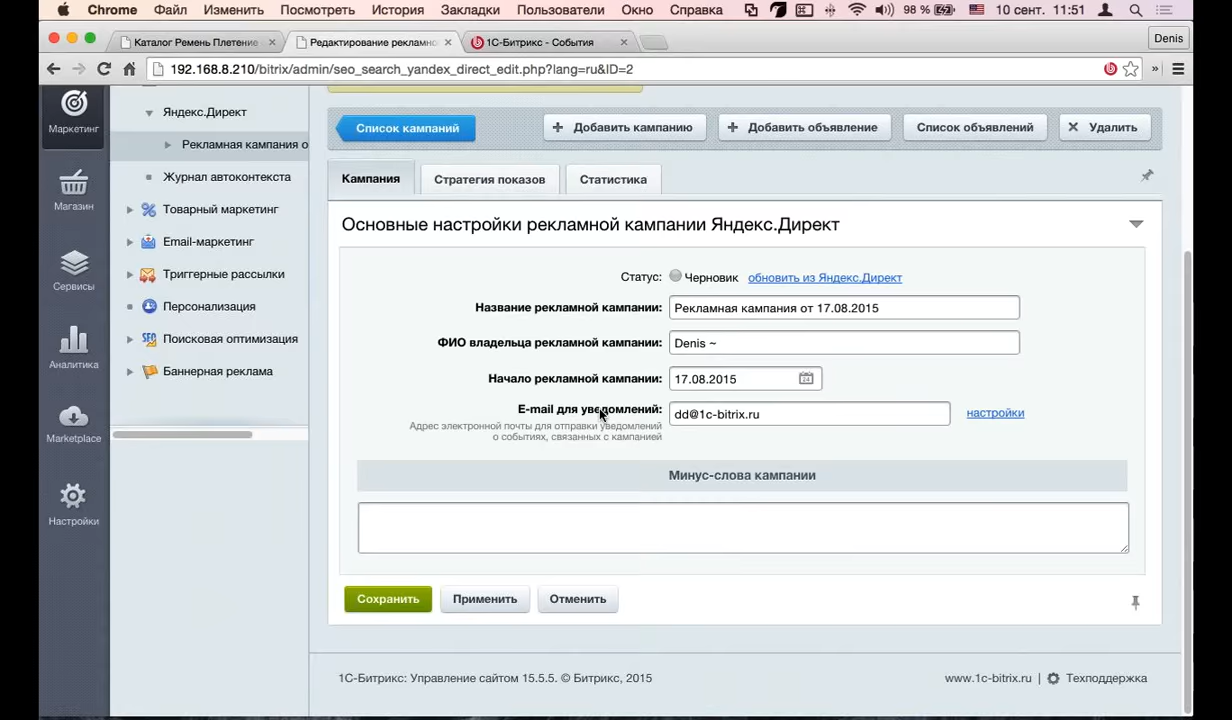 Chrome Файл Изменить Посмотреть История Закладки Пользователи Окно Справка 98 % 10 сент. 11:51
Каталог Ремень Плетение
Редактирование рекламно
1С-Битрикс - События
Denis
192.168.8.210/bitrix/admin/seo_search_yandex_direct_edit.php?lang=ru&ID=2
Маркетинг
Магазин
Сервисы
Аналитика
Marketplace
Настройки
Яндекс.Директ
Рекламная кампания о
Журнал автоконтекста
Товарный маркетинг
Email-маркетинг
Триггерные рассылки
Персонализация
Поисковая оптимизация
Баннерная реклама
Список кампаний + Добавить кампанию + Добавить объявление Список объявлений × Удалить
Кампания Стратегия показов Статистика
Основные настройки рекламной кампании Яндекс.Директ
Статус: Черновик обновить из Яндекс.Директ
Название рекламной кампании: Рекламная кампания от 17.08.2015
ФИО владельца рекламной кампании: Denis ~
Начало рекламной кампании: 17.08.2015
E-mail для уведомлений: dd@1c-bitrix.ru настройки
Адрес электронной почты для отправки уведомлений
о событиях, связанных с кампанией
Минус-слова кампании
Сохранить Применить Отменить
1С-Битрикс: Управление сайтом 15.5.5. © Битрикс, 2015 www.1c-bitrix.ru | Техподдержка